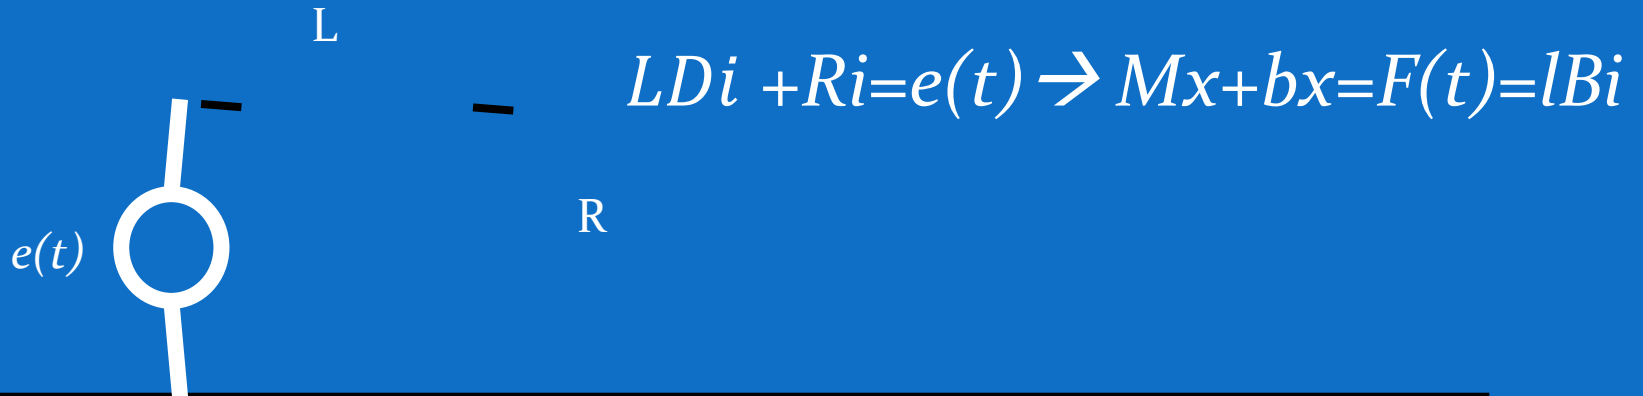 L
LDi +Ri=e(t)→ Mx+bx=F(t)=lBi
R
e(t)